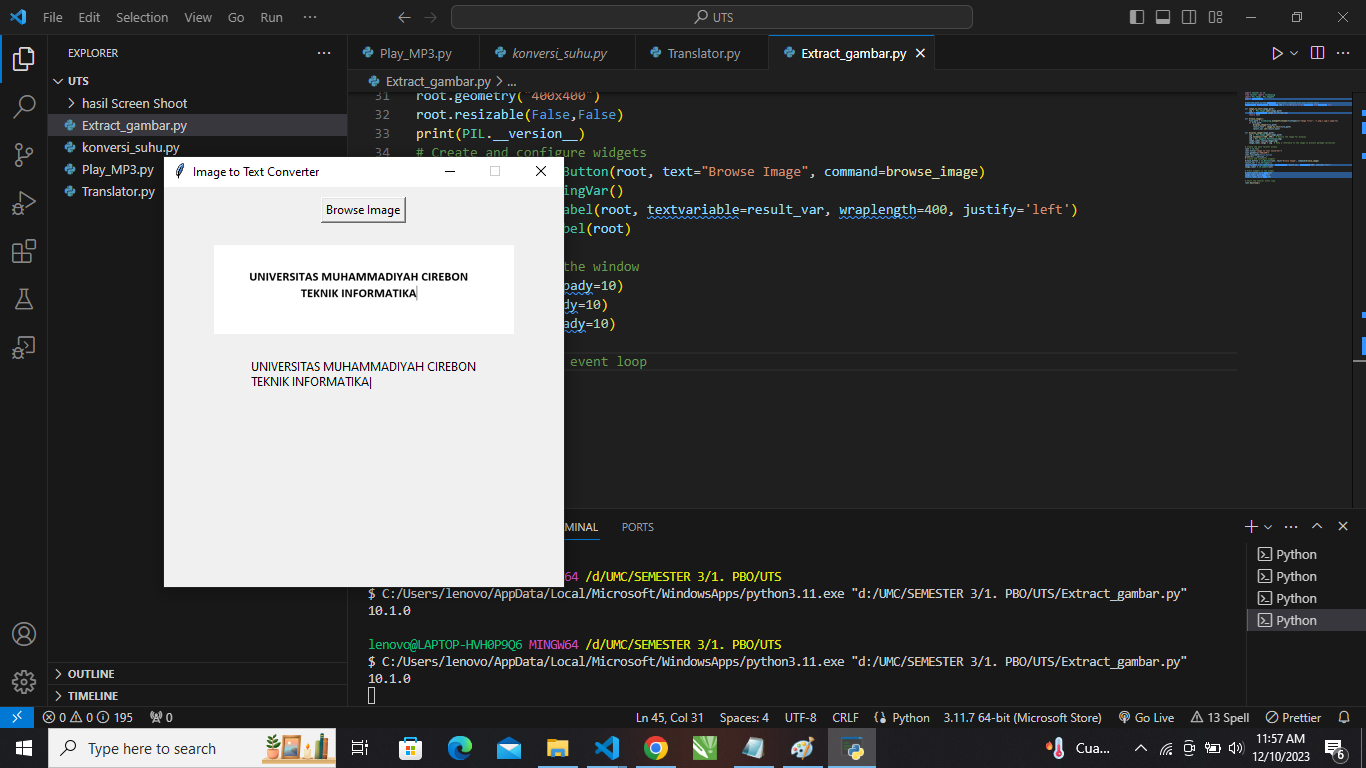 File Edit Selection View Go Run ···
UTS
EXPLORER ···
UTS
hasil Screen Shoot
Extract_gambar.py
konversi_suhu.py
Play_MP3.py
Translator.py
OUTLINE
TIMELINE
Play_MP3.py konversi_suhu.py Translator.py Extract_gambar.py
Extract_gambar.py > ...
31 root.geometry("400x400")
32 root.resizable(False,False)
33 print(PIL.__version__)
34 # Create and configure widgets
Button(root, text="Browse Image", command=browse_image)
ingVar()
abel(root, textvariable=result_var, wraplength=400, justify='left')
bel(root)
the window
pady=10)
dy=10)
ady=10)
event loop
Image to Text Converter
Browse Image
UNIVERSITAS MUHAMMADIYAH CIREBON
TEKNIK INFORMATIKA
UNIVERSITAS MUHAMMADIYAH CIREBON
TEKNIK INFORMATIKA|
MINAL PORTS
64 /d/UMC/SEMESTER 3/1. PBO/UTS
$ C:/Users/lenovo/AppData/Local/Microsoft/WindowsApps/python3.11.exe "d:/UMC/SEMESTER 3/1. PBO/UTS/Extract_gambar.py"
10.1.0
lenovo@LAPTOP-HVH0P9Q6 MINGW64 /d/UMC/SEMESTER 3/1. PBO/UTS
$ C:/Users/lenovo/AppData/Local/Microsoft/WindowsApps/python3.11.exe "d:/UMC/SEMESTER 3/1. PBO/UTS/Extract_gambar.py"
10.1.0
Python
Python
Python
Python
0 0 195 0 Ln 45, Col 31 Spaces: 4 UTF-8 CRLF Python 3.11.7 64-bit (Microsoft Store) Go Live 13 Spell Prettier
Type here to search
Cua...
11:57 AM
12/10/2023
6